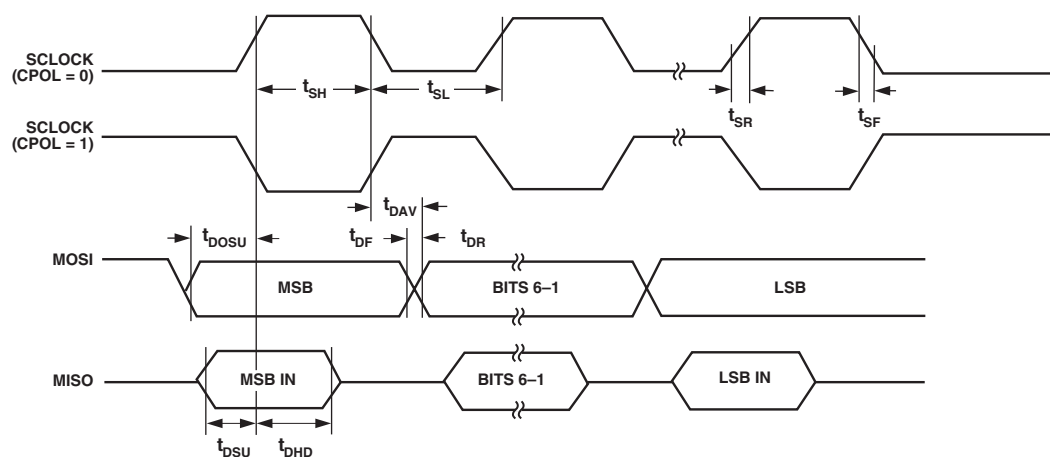 SCLOCK
(CPOL = 0)
tSH
tSL
tSR
tSF
SCLOCK
(CPOL = 1)
tDAV
tDOSU
tDF
tDR
MOSI
MSB
BITS 6–1
LSB
MISO
MSB IN
BITS 6–1
LSB IN
tDSU
tDHD